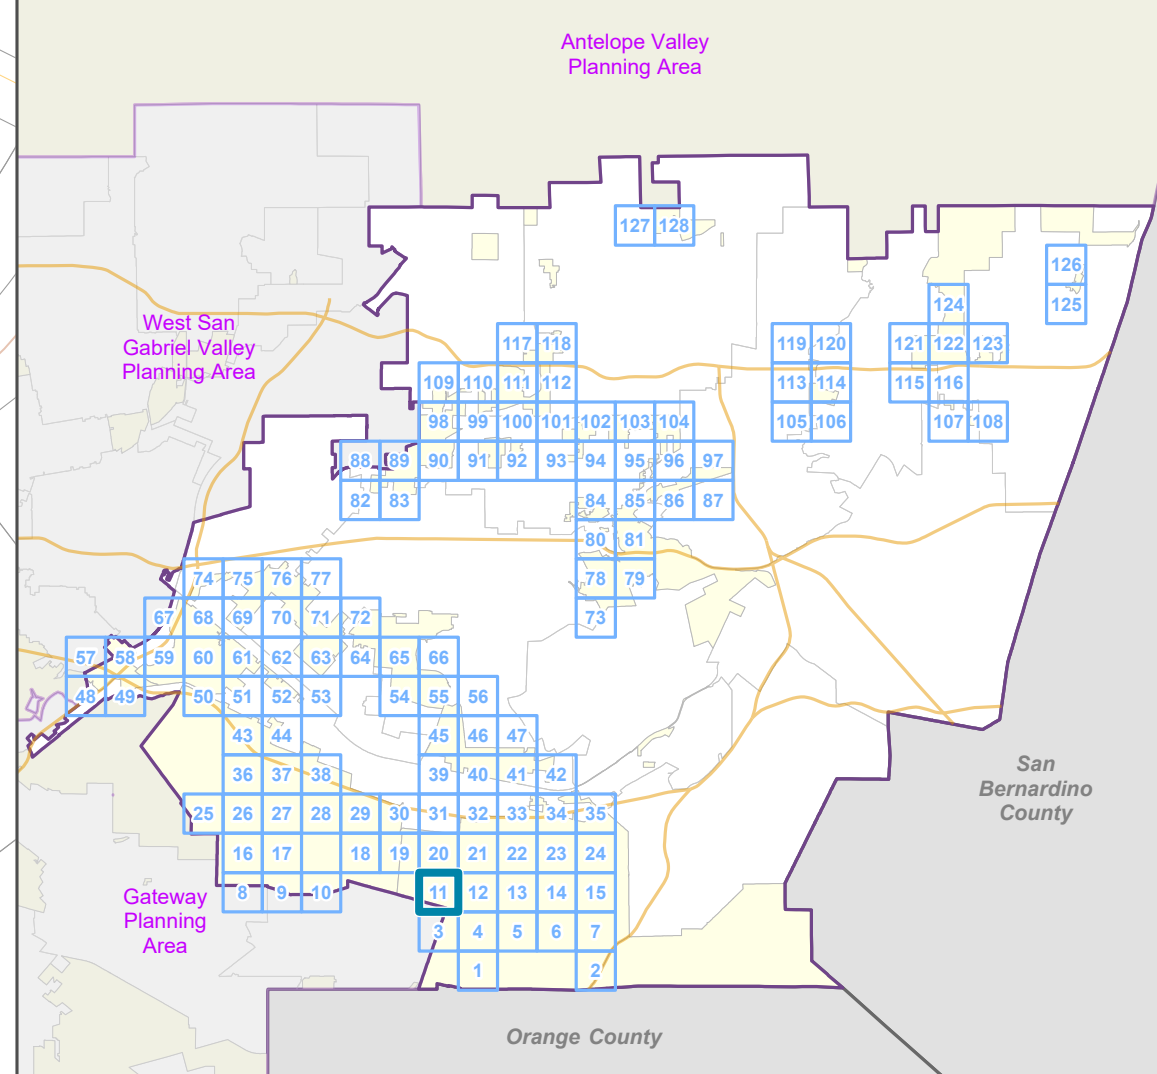 Antelope Valley
Planning Area
127 128
126
125
124
West San
Gabriel Valley
Planning Area
117 118 119 120 121 122 123
109 110 111 112 113 114 115 116
98 99 100 101 102 103 104 105 106 107 108
88 89 90 91 92 93 94 95 96 97
82 83 84 85 86 87
80 81
74 75 76 77 78 79
67 68 69 70 71 72 73
57 58 59 60 61 62 63 64 65 66
48 49 50 51 52 53 54 55 56
43 44 45 46 47
36 37 38 39 40 41 42
San
Bernardino
County
25 26 27 28 29 30 31 32 33 34 35
16 17 18 19 20 21 22 23 24
8 9 10 11 12 13 14 15
Gateway
Planning
Area
3 4 5 6 7
1 2
Orange County